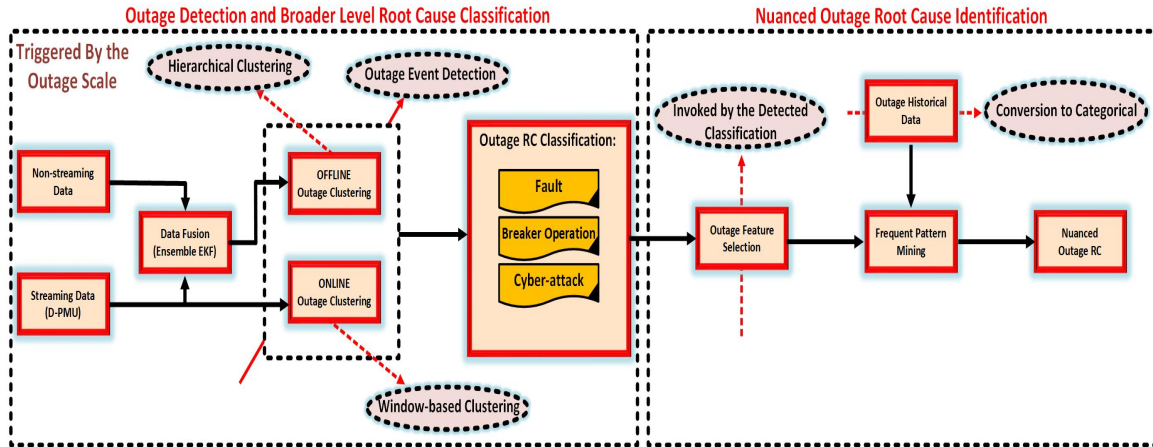 Outage Detection and Broader Level Root Cause Classification
Triggered By the
Outage Scale
Hierarchical Clustering
Outage Event Detection
Non-streaming
Data
Data Fusion
(Ensemble EKF)
Streaming Data
(D-PMU)
OFFLINE
Outage Clustering
ONLINE
Outage Clustering
Window-based Clustering
Outage RC Classification:
Fault
Breaker Operation
Cyber-attack
Nuanced Outage Root Cause Identification
Invoked by the Detected
Classification
Outage Historical
Data
Conversion to Categorical
Outage Feature
Selection
Frequent Pattern
Mining
Nuanced
Outage RC